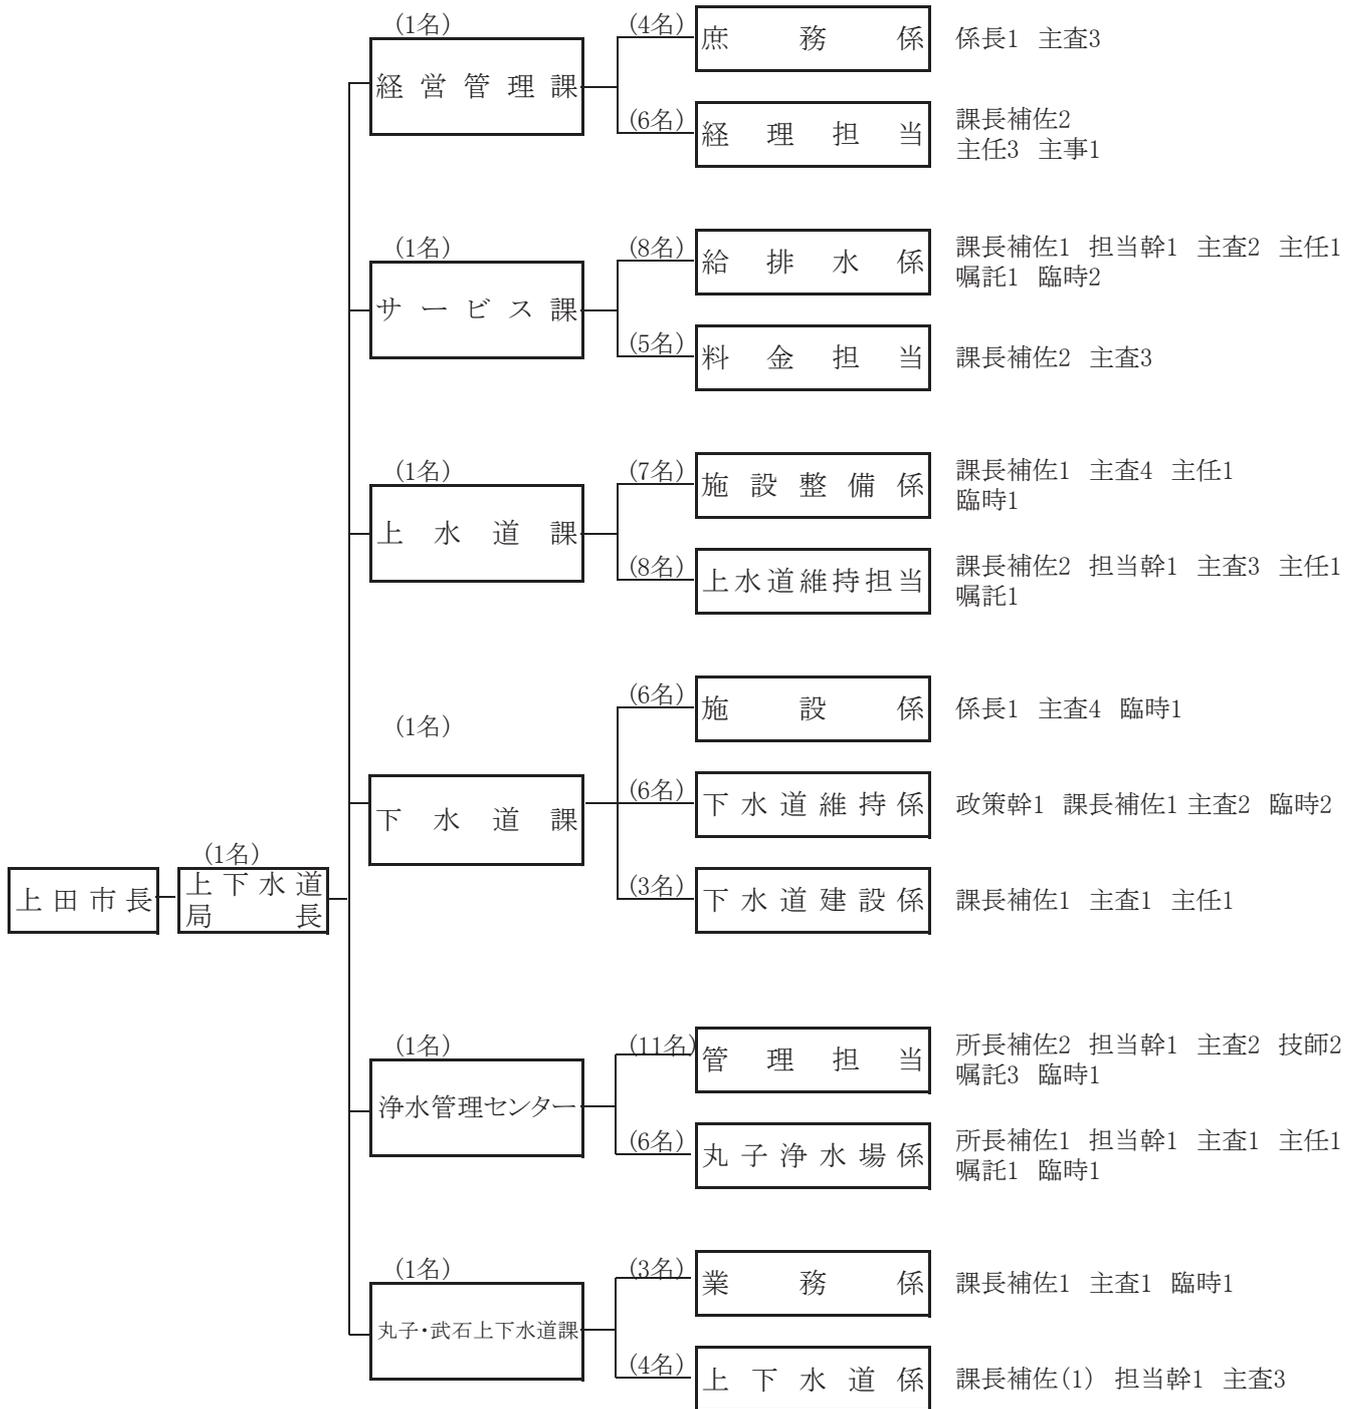 (1名)
経営管理課
(4名)
庶務係
係長1 主査3
(6名)
経理担当
課長補佐2
主任3 主事1
(1名)
サービス課
(8名)
給排水係
課長補佐1 担当幹1 主査2 主任1
嘱託1 臨時2
(5名)
料金担当
課長補佐2 主査3
(1名)
上水道課
(7名)
施設整備係
課長補佐1 主査4 主任1
臨時1
(8名)
上水道維持担当
課長補佐2 担当幹1 主査3 主任1
嘱託1
(1名)
下水道課
(6名)
施設係
係長1 主査4 臨時1
(6名)
下水道維持係
政策幹1 課長補佐1 主査2 臨時2
(3名)
下水道建設係
課長補佐1 主査1 主任1
上田市長
(1名)
上下水道
局長
(1名)
浄水管理センター
(11名)
管理担当
所長補佐2 担当幹1 主査2 技師2
嘱託3 臨時1
(6名)
丸子浄水場係
所長補佐1 担当幹1 主査1 主任1
嘱託1 臨時1
(1名)
丸子・武石上下水道課
(3名)
業務係
課長補佐1 主査1 臨時1
(4名)
上下水道係
課長補佐(1) 担当幹1 主査3